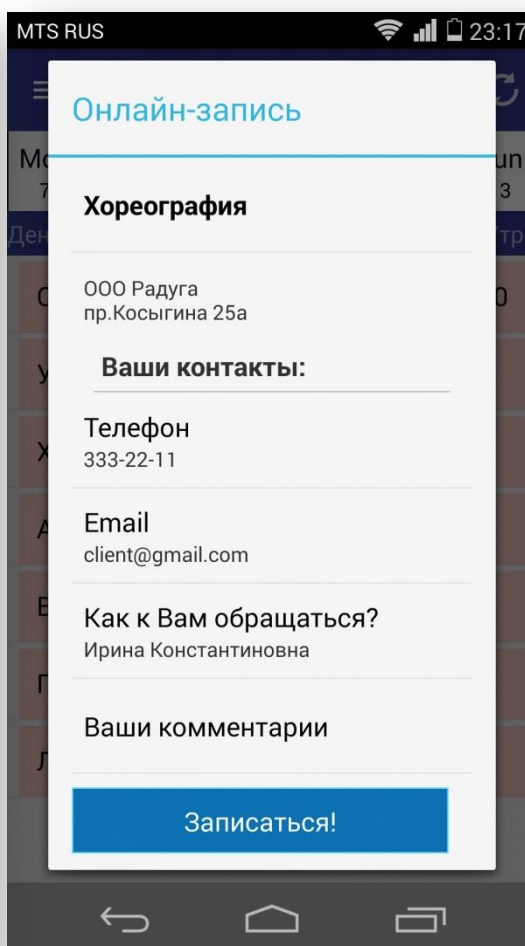 MTS RUS 23:17
Онлайн-запись
Хореография
ООО Радуга
пр.Косыгина 25а
Ваши контакты:
Телефон
333-22-11
Email
client@gmail.com
Как к Вам обращаться?
Ирина Константиновна
Ваши комментарии
Записаться!